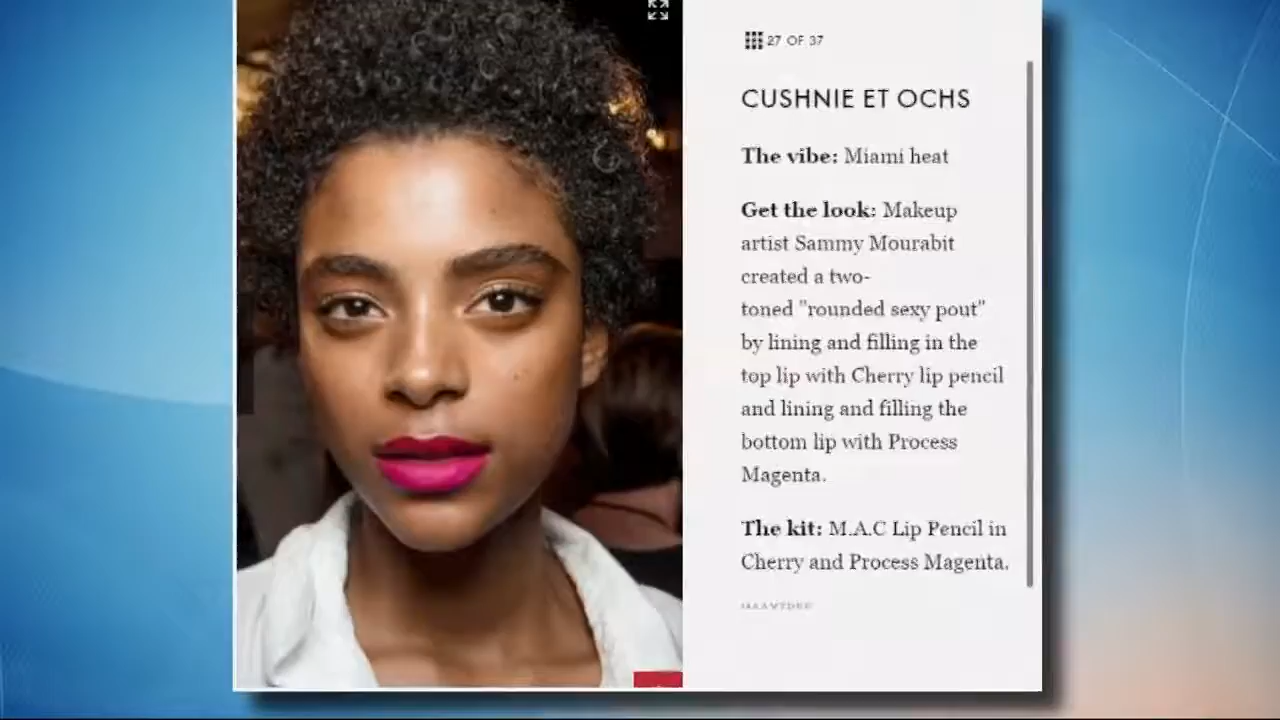 27 OF 37
CUSHNIE ET OCHS
The vibe: Miami heat
Get the look: Makeup
artist Sammy Mourabit
created a two-
toned "rounded sexy pout"
by lining and filling in the
top lip with Cherry lip pencil
and lining and filling the
bottom lip with Process
Magenta.
The kit: M.A.C Lip Pencil in
Cherry and Process Magenta.